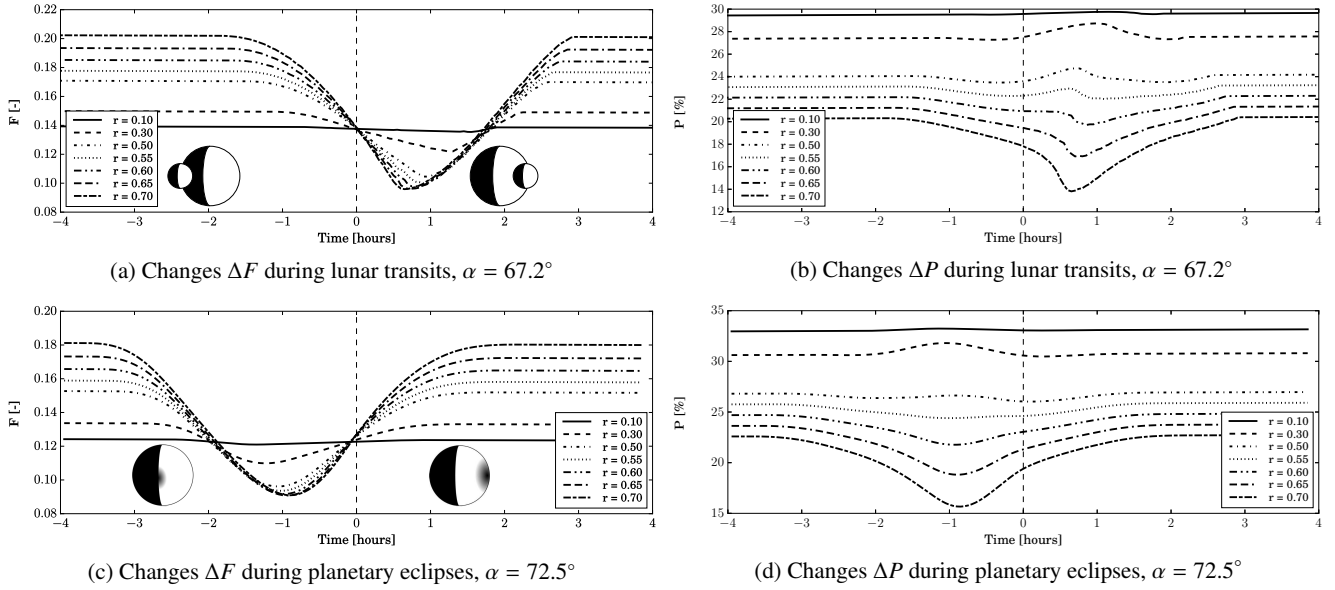 F [-]
0.22
0.20
0.18
0.16
0.14
0.12
0.10
0.08
r = 0.10
r = 0.30
r = 0.50
r = 0.55
r = 0.60
r = 0.65
r = 0.70
−4 −3 −2 −1 0 1 2 3 4
Time [hours]
(a) Changes ΔF during lunar transits, α = 67.2°
P [%]
30
28
26
24
22
20
18
16
14
12
r = 0.10
r = 0.30
r = 0.50
r = 0.55
r = 0.60
r = 0.65
r = 0.70
−4 −3 −2 −1 0 1 2 3 4
Time [hours]
(b) Changes ΔP during lunar transits, α = 67.2°
F [-]
0.20
0.18
0.16
0.14
0.12
0.10
0.08
r = 0.10
r = 0.30
r = 0.50
r = 0.55
r = 0.60
r = 0.65
r = 0.70
−4 −3 −2 −1 0 1 2 3 4
Time [hours]
(c) Changes ΔF during planetary eclipses, α = 72.5°
P [%]
35
30
25
20
15
r = 0.10
r = 0.30
r = 0.50
r = 0.55
r = 0.60
r = 0.65
r = 0.70
−4 −3 −2 −1 0 1 2 3 4
Time [hours]
(d) Changes ΔP during planetary eclipses, α = 72.5°